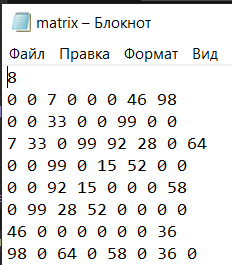 matrix – Блокнот
Файл Правка Формат Вид
8
0 0 7 0 0 0 46 98
0 0 33 0 0 99 0 0
7 33 0 99 92 28 0 64
0 0 99 0 15 52 0 0
0 0 92 15 0 0 0 58
0 99 28 52 0 0 0 0
46 0 0 0 0 0 0 36
98 0 64 0 58 0 36 0